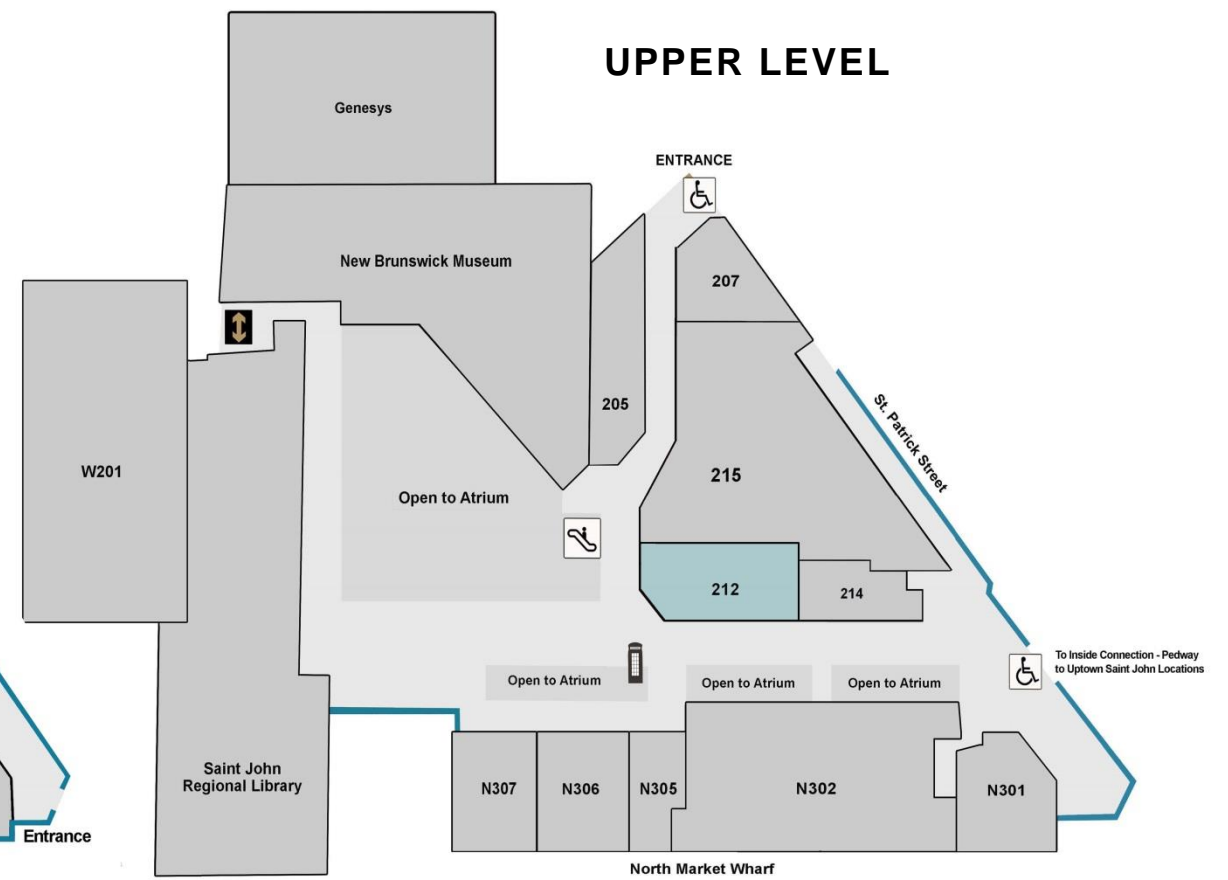 UPPER LEVEL
Genesys
ENTRANCE
New Brunswick Museum
207
205
St. Patrick Street
W201
215
Open to Atrium
212
214
To Inside Connection - Pedway
to Uptown Saint John Locations
Open to Atrium
Open to Atrium
Open to Atrium
Saint John
Regional Library
N307
N306
N305
N302
N301
Entrance
North Market Wharf